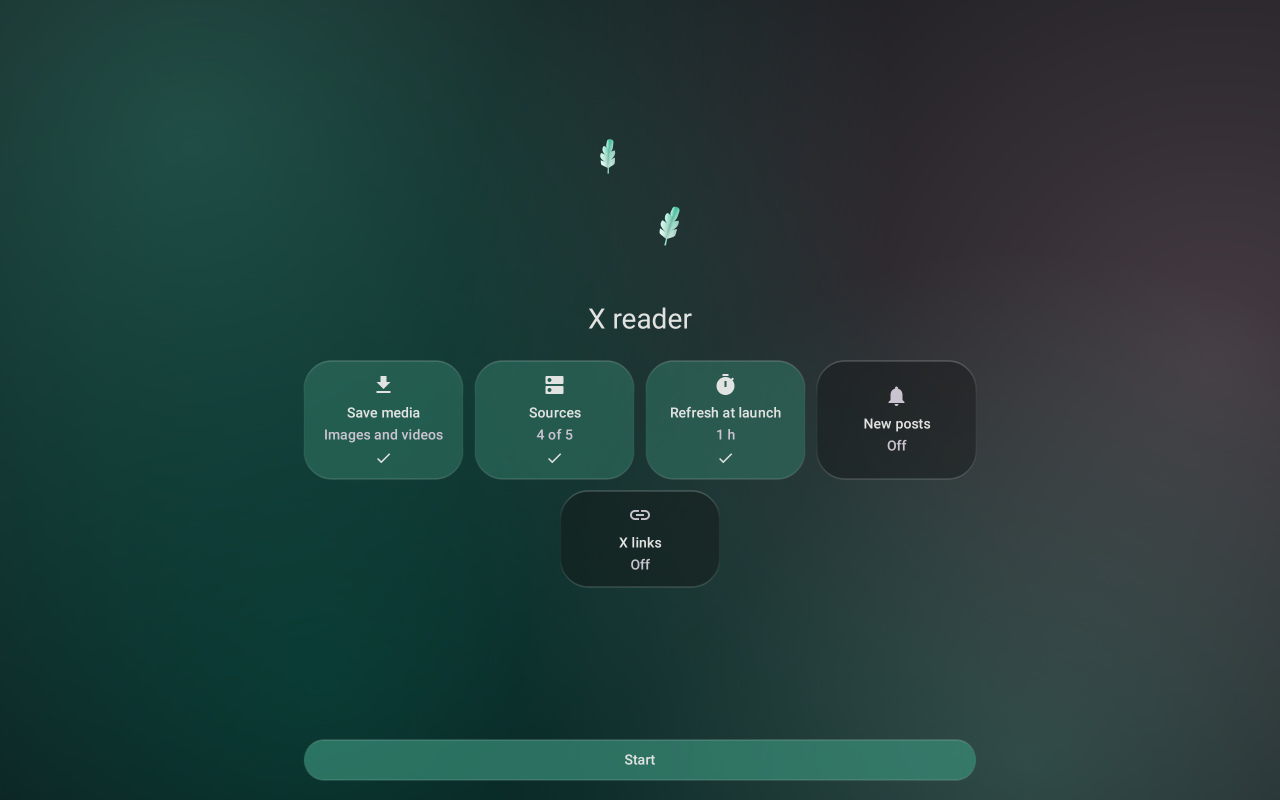 X reader
Save media
Images and videos
Sources
4 of 5
Refresh at launch
1 h
New posts
Off
X links
Off
Start